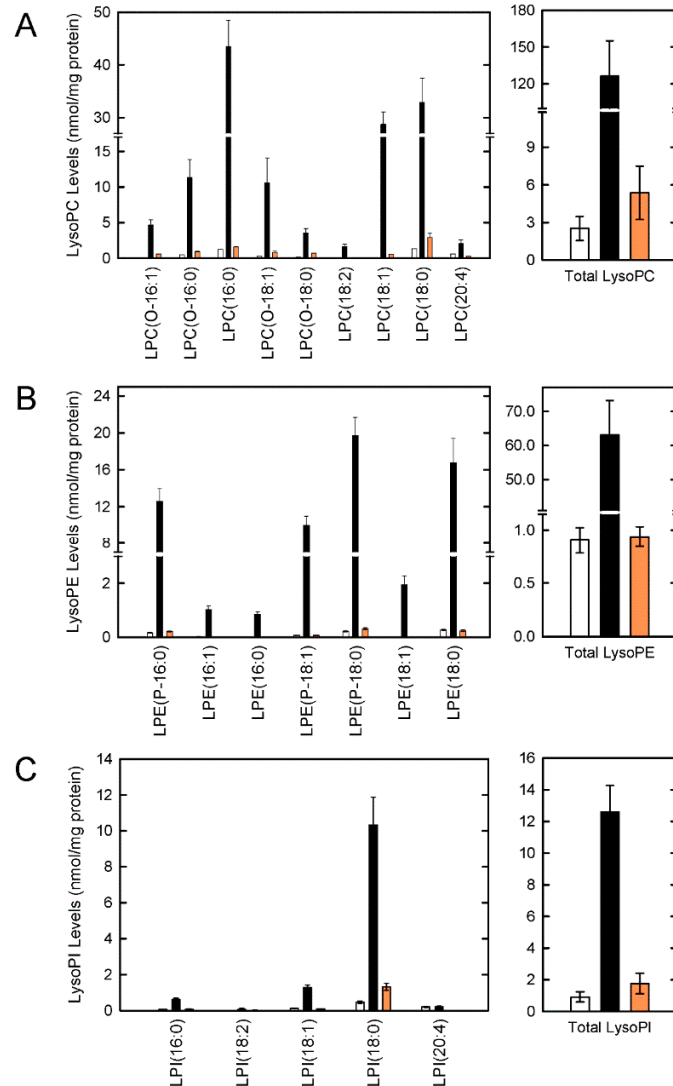 A
LysoPC Levels (nmol/mg protein)
50
40
30
15
10
5
0
LPC(O-16:1)
LPC(O-16:0)
LPC(16:0)
LPC(O-18:1)
LPC(O-18:0)
LPC(18:2)
LPC(18:1)
LPC(18:0)
LPC(20:4)
180
150
120
9
6
3
0
Total LysoPC
B
LysoPE Levels (nmol/mg protein)
24
20
16
12
8
2
0
LPE(P-16:0)
LPE(16:1)
LPE(16:0)
LPE(P-18:1)
LPE(P-18:0)
LPE(18:1)
LPE(18:0)
70.0
50.0
1.0
0.5
0.0
Total LysoPE
C
LysoPI Levels (nmol/mg protein)
14
12
10
8
6
4
2
0
LPI(16:0)
LPI(18:2)
LPI(18:1)
LPI(18:0)
LPI(20:4)
16
14
12
10
8
6
4
2
0
Total LysoPI